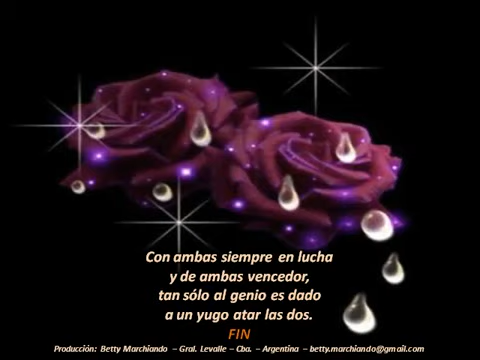 Con ambas siempre en lucha
y de ambas vencedor,
tan sólo al genio es dado
a un yugo atar las dos.
FIN
Producción: Betty Marchiando – Gral. Levalle – Cba. – Argentina – betty.marchiando@gmail.com